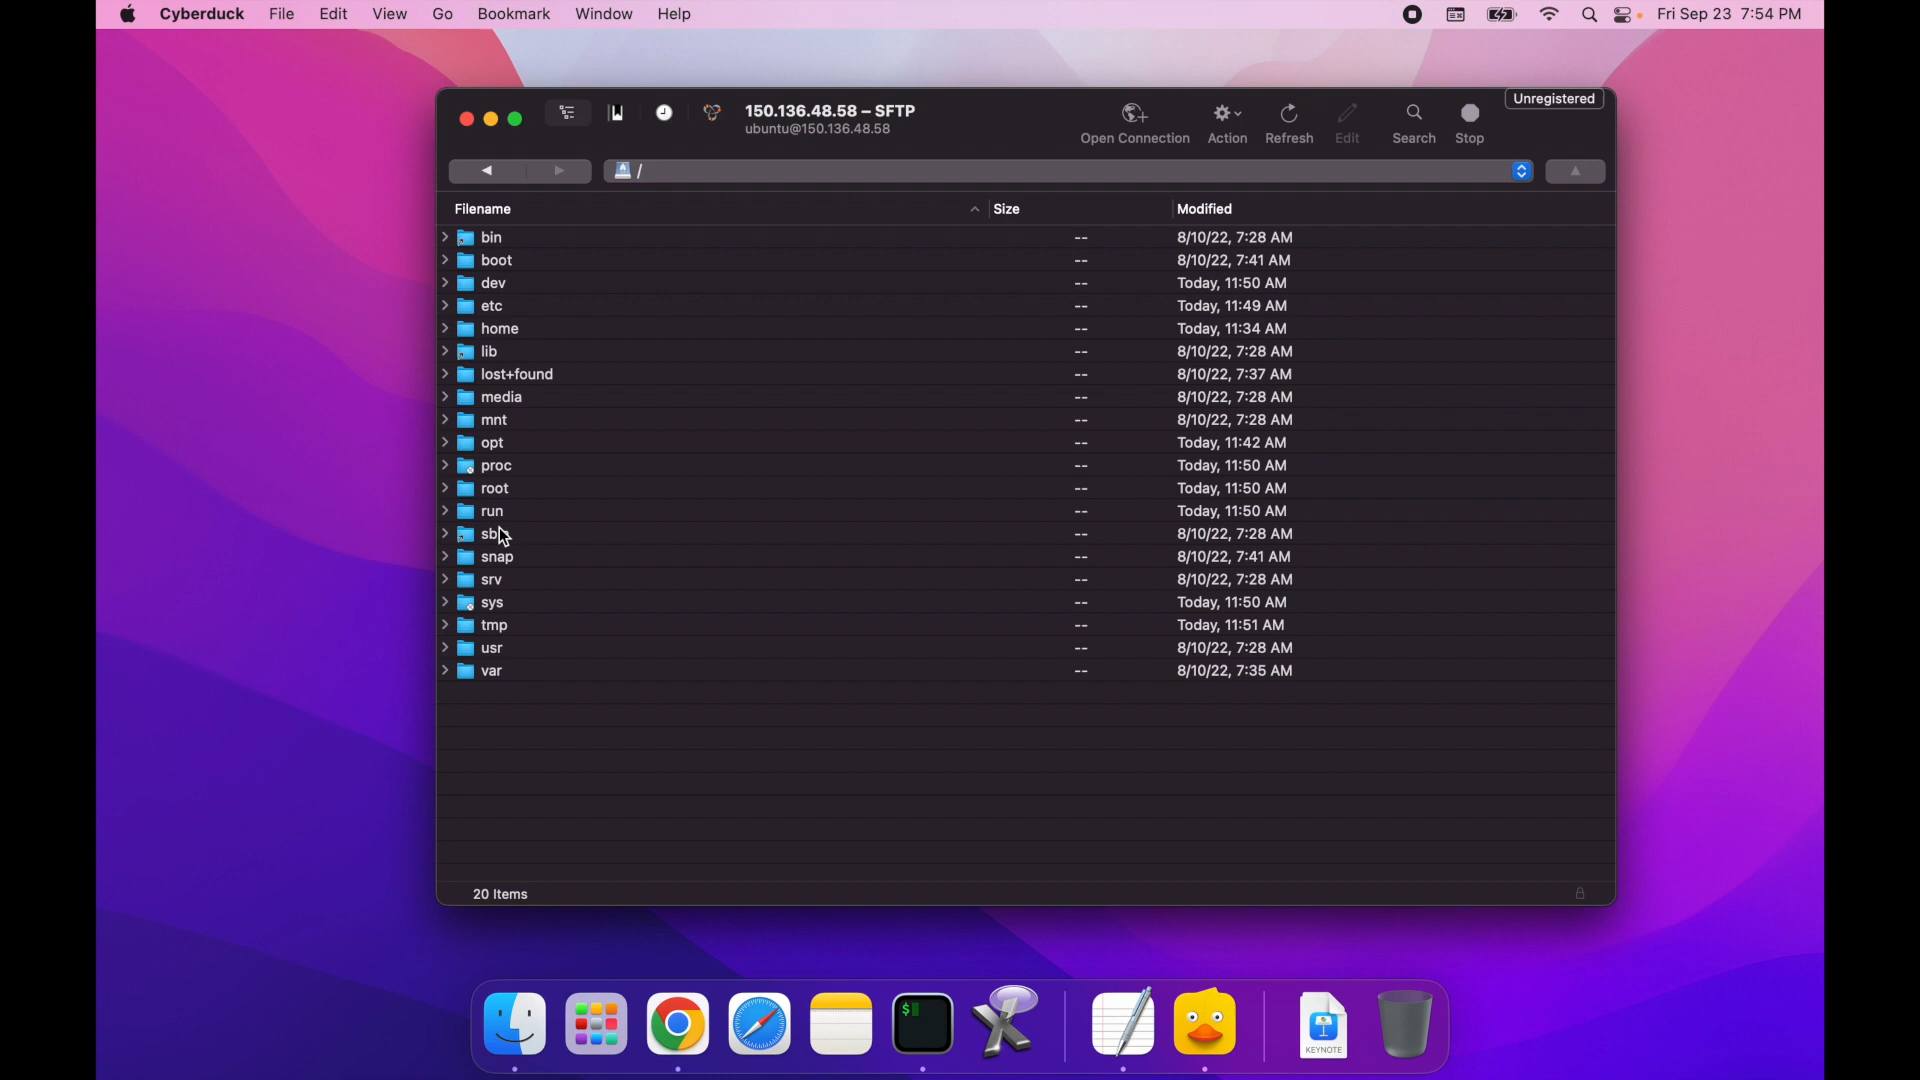 Cyberduck File Edit View Go Bookmark Window Help Fri Sep 23 7:54 PM
Unregistered
150.136.48.58 – SFTP
ubuntu@150.136.48.58
Open Connection Action Refresh Edit Search Stop
/
Filename Size Modified
bin -- 8/10/22, 7:28 AM
boot -- 8/10/22, 7:41 AM
dev -- Today, 11:50 AM
etc -- Today, 11:49 AM
home -- Today, 11:34 AM
lib -- 8/10/22, 7:28 AM
lost+found -- 8/10/22, 7:37 AM
media -- 8/10/22, 7:28 AM
mnt -- 8/10/22, 7:28 AM
opt -- Today, 11:42 AM
proc -- Today, 11:50 AM
root -- Today, 11:50 AM
run -- Today, 11:50 AM
-- 8/10/22, 7:28 AM
snap -- 8/10/22, 7:41 AM
srv -- 8/10/22, 7:28 AM
sys -- Today, 11:50 AM
tmp -- Today, 11:51 AM
usr -- 8/10/22, 7:28 AM
var -- 8/10/22, 7:35 AM
20 Items
$
KEYNOTE